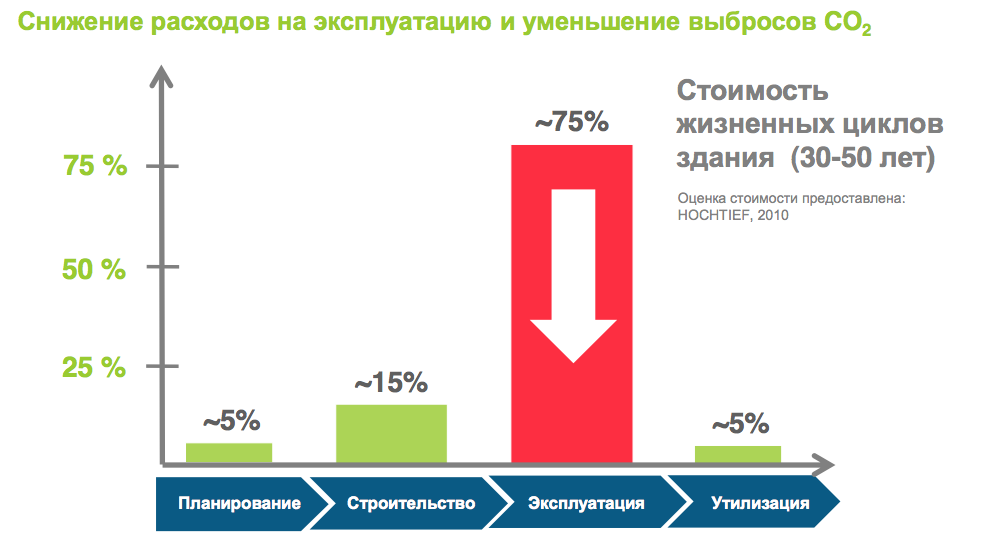 Снижение расходов на эксплуатацию и уменьшение выбросов CO₂
Стоимость
жизненных циклов
здания (30-50 лет)
Оценка стоимости предоставлена:
HOCHTIEF, 2010
75 %
50 %
25 %
~5%
~15%
~75%
~5%
Планирование
Строительство
Эксплуатация
Утилизация